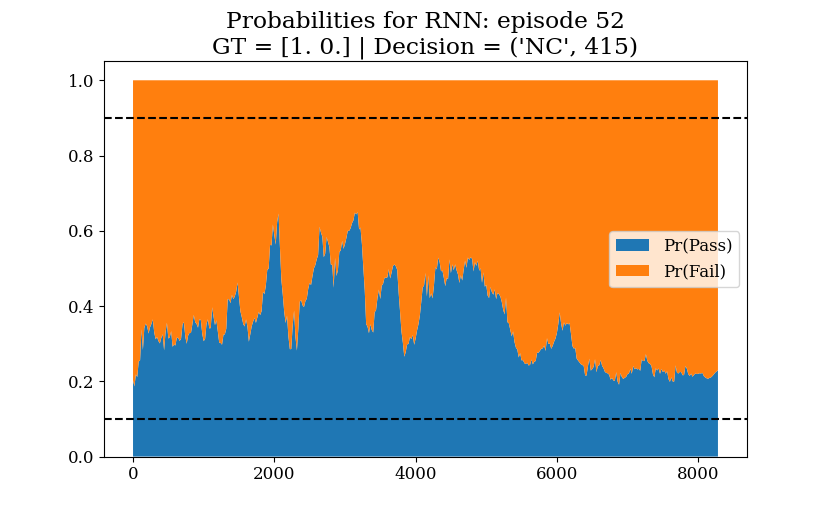 Probabilities for RNN: episode 52
GT = [1. 0.] | Decision = ('NC', 415)
1.0
0.8
0.6
0.4
0.2
0.0
Pr(Pass)
Pr(Fail)
0 2000 4000 6000 8000